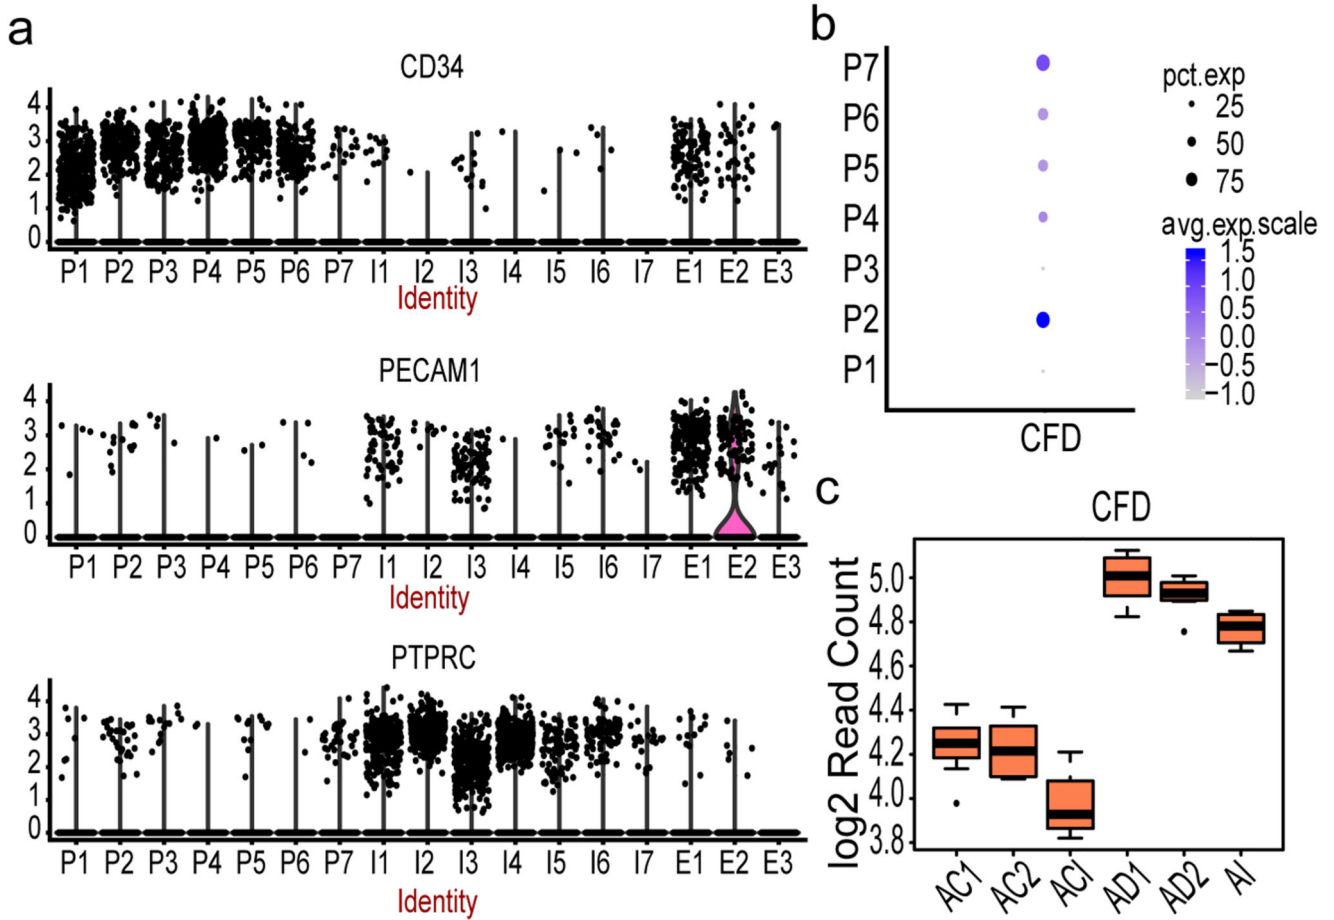 a
CD34
4
3
2
1
0
P1 P2 P3 P4 P5 P6 P7 I1 I2 I3 I4 I5 I6 I7 E1 E2 E3
Identity
PECAM1
4
3
2
1
0
P1 P2 P3 P4 P5 P6 P7 I1 I2 I3 I4 I5 I6 I7 E1 E2 E3
Identity
PTPRC
4
3
2
1
0
P1 P2 P3 P4 P5 P6 P7 I1 I2 I3 I4 I5 I6 I7 E1 E2 E3
Identity
b
P7
P6
P5
P4
P3
P2
P1
CFD
pct.exp
25
50
75
avg.exp.scale
1.5
1.0
0.5
0.0
−0.5
−1.0
c
CFD
log2 Read Count
5.0
4.8
4.6
4.4
4.2
4.0
3.8
AC1 AC2 ACI AD1 AD2 AI